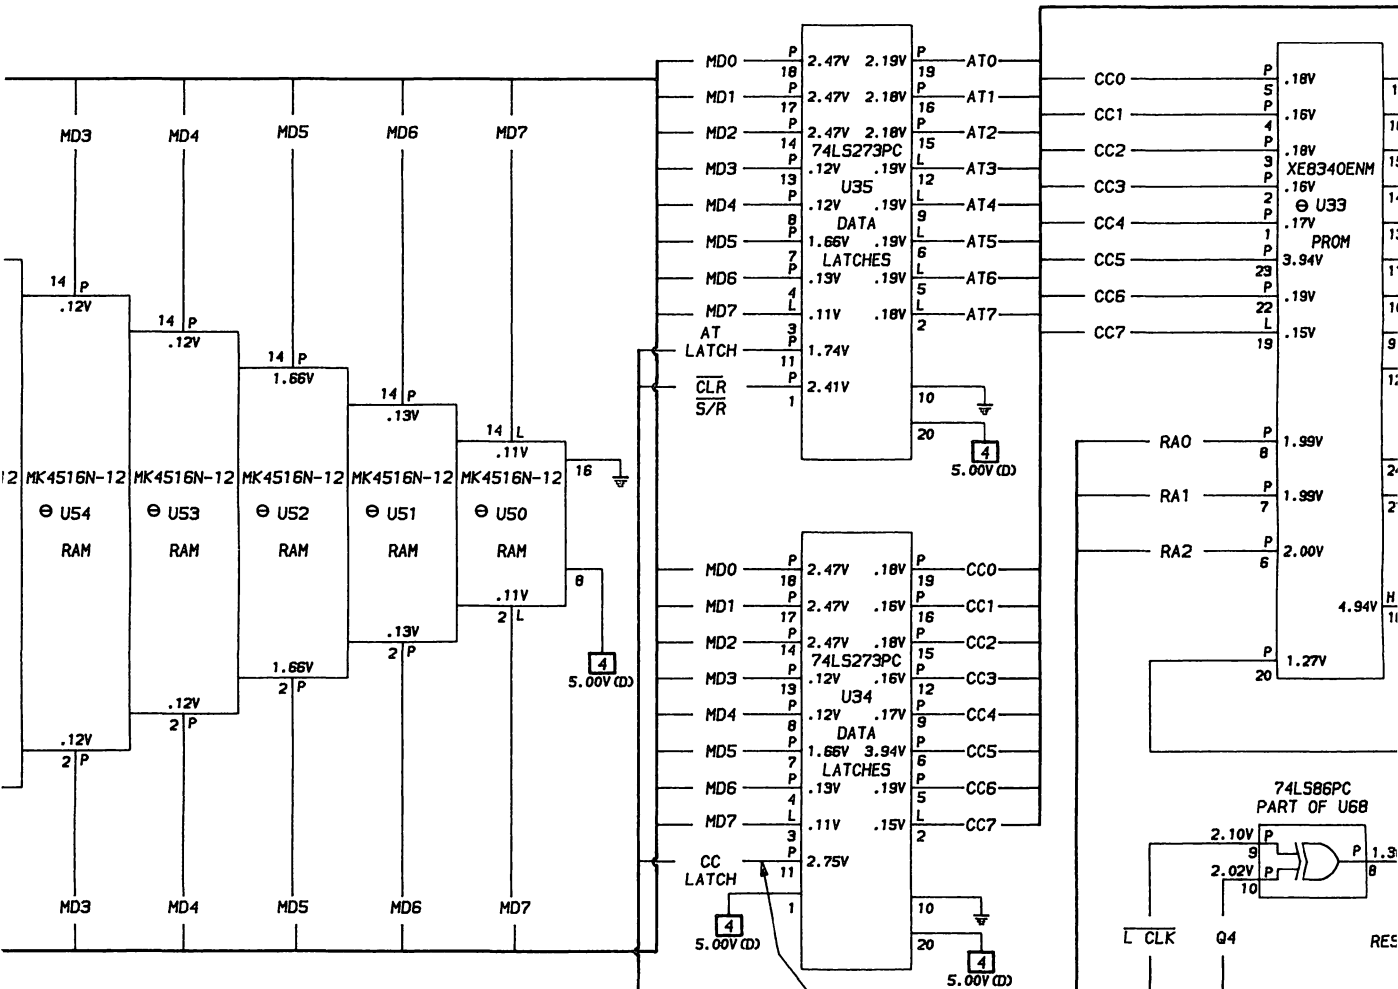 MD3 MD4 MD5 MD6 MD7
14 P
.12V
14 P
.12V
14 P
1.66V
14 P
.13V
14 L
.11V
16
12 MK4516N-12 MK4516N-12 MK4516N-12 MK4516N-12 MK4516N-12
⊖ U54 ⊖ U53 ⊖ U52 ⊖ U51 ⊖ U50
RAM RAM RAM RAM RAM
8
4
5.00V(D)
.11V
2 L
.13V
2 P
1.66V
2 P
.12V
2 P
.12V
2 P
MD3 MD4 MD5 MD6 MD7
MD0 P 18 2.47V 2.19V P 19 AT0
MD1 P 17 2.47V 2.18V P 16 AT1
MD2 P 14 2.47V 2.18V P 15 AT2
74LS273PC
MD3 P 13 .12V .19V L 12 AT3
U35
MD4 P 8 .12V .19V L 9 AT4
DATA
MD5 P 7 1.66V .19V L 6 AT5
LATCHES
MD6 P 4 .13V .19V L 5 AT6
MD7 L 3 .11V .18V L 2 AT7
AT
LATCH P 11 1.74V
CLR P 1 2.41V 10
S/R
20
4
5.00V(D)
MD0 P 18 2.47V .18V P 19 CC0
MD1 P 17 2.47V .16V P 16 CC1
MD2 P 14 2.47V .18V P 15 CC2
74LS273PC
MD3 P 13 .12V .16V P 12 CC3
U34
MD4 P 8 .12V .17V P 9 CC4
DATA
MD5 P 7 1.66V 3.94V P 6 CC5
LATCHES
MD6 P 4 .13V .19V P 5 CC6
MD7 L 3 .11V .15V L 2 CC7
CC
LATCH P 11 2.75V
1 10
4
5.00V(D)
20
4
5.00V(D)
CC0 P 5 .18V
CC1 P 4 .16V
CC2 P 3 .18V
XE8340ENM
CC3 P 2 .16V
⊖ U33
CC4 P 1 .17V
PROM
CC5 P 23 3.94V
CC6 P 22 .19V
CC7 L 19 .15V 9
12
RA0 P 8 1.99V
RA1 P 7 1.99V
RA2 P 6 2.00V
4.94V H
P 20 1.27V
74LS86PC
PART OF U68
2.10V P 9
P 8
2.02V P 10
L CLK Q4